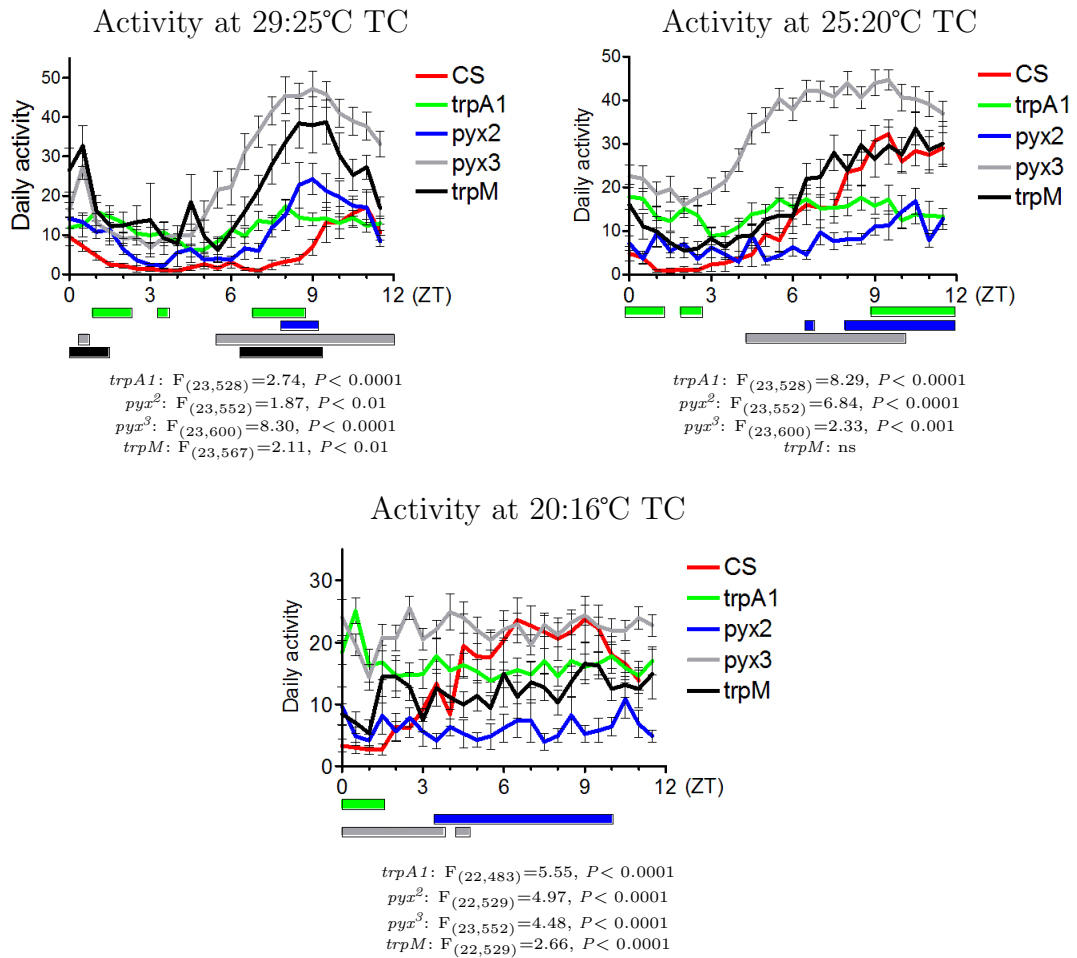 Activity at 29:25°C TC
Daily activity
50
40
30
20
10
0
0 3 6 9 12 (ZT)
CS
trpA1
pyx2
pyx3
trpM
trpA1: F(23,528)=2.74, P< 0.0001
pyx²: F(23,552)=1.87, P< 0.01
pyx³: F(23,600)=8.30, P< 0.0001
trpM: F(23,567)=2.11, P< 0.01
Activity at 25:20°C TC
Daily activity
50
40
30
20
10
0
0 3 6 9 12 (ZT)
CS
trpA1
pyx2
pyx3
trpM
trpA1: F(23,528)=8.29, P< 0.0001
pyx²: F(23,552)=6.84, P< 0.0001
pyx³: F(23,600)=2.33, P< 0.001
trpM: ns
Activity at 20:16°C TC
Daily activity
30
20
10
0
0 3 6 9 12 (ZT)
CS
trpA1
pyx2
pyx3
trpM
trpA1: F(22,483)=5.55, P< 0.0001
pyx²: F(22,529)=4.97, P< 0.0001
pyx³: F(23,552)=4.48, P< 0.0001
trpM: F(22,529)=2.66, P< 0.0001